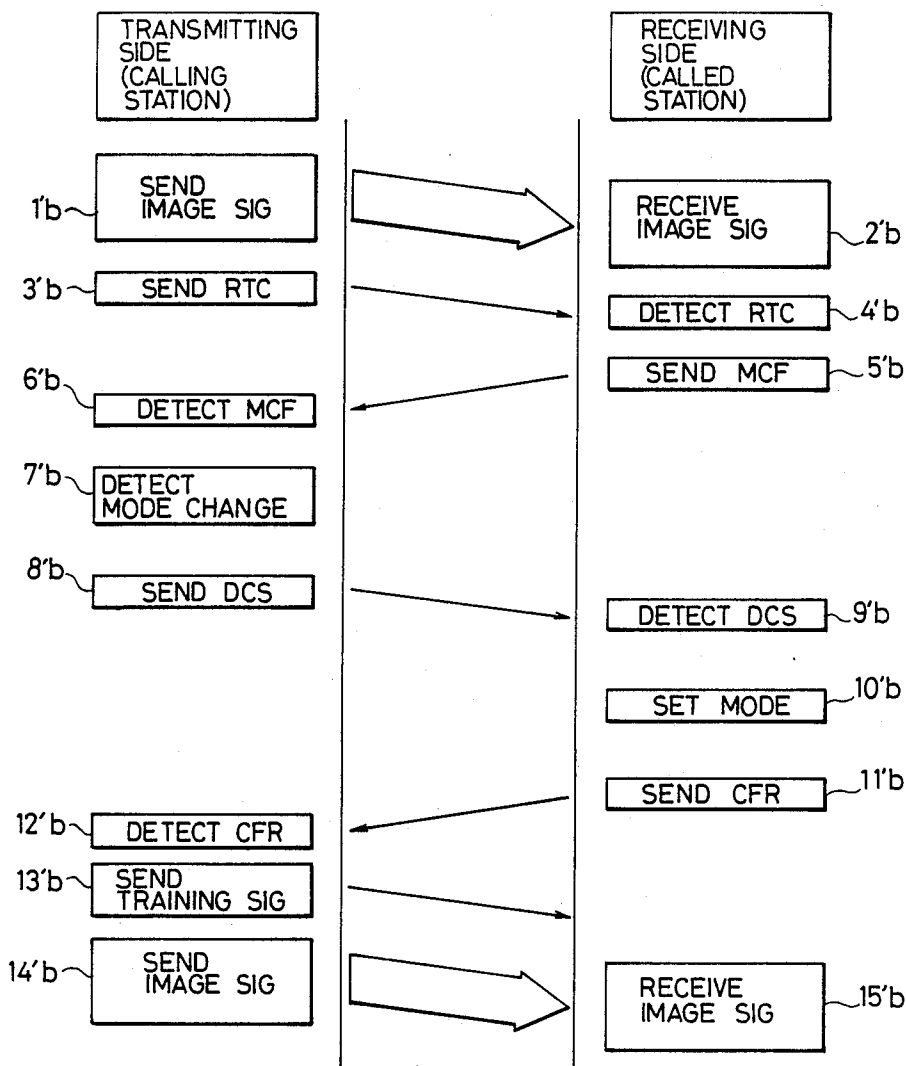 TRANSMITTING
SIDE
(CALLING
STATION)
RECEIVING
SIDE
(CALLED
STATION)
1'b
SEND
IMAGE SIG
RECEIVE
IMAGE SIG
2'b
3'b
SEND RTC
DETECT RTC
4'b
SEND MCF
5'b
6'b
DETECT MCF
7'b
DETECT
MODE CHANGE
8'b
SEND DCS
DETECT DCS
9'b
SET MODE
10'b
SEND CFR
11'b
12'b
DETECT CFR
13'b
SEND
TRAINING SIG
14'b
SEND
IMAGE SIG
RECEIVE
IMAGE SIG
15'b